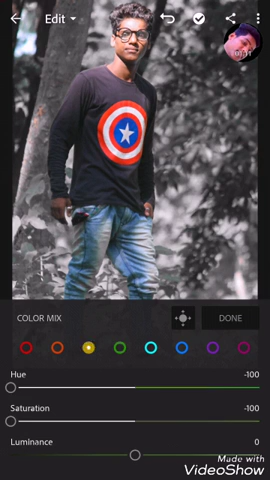 Edit
COLOR MIX
DONE
Hue
-100
Saturation
-100
Luminance
0
Made with
VideoShow